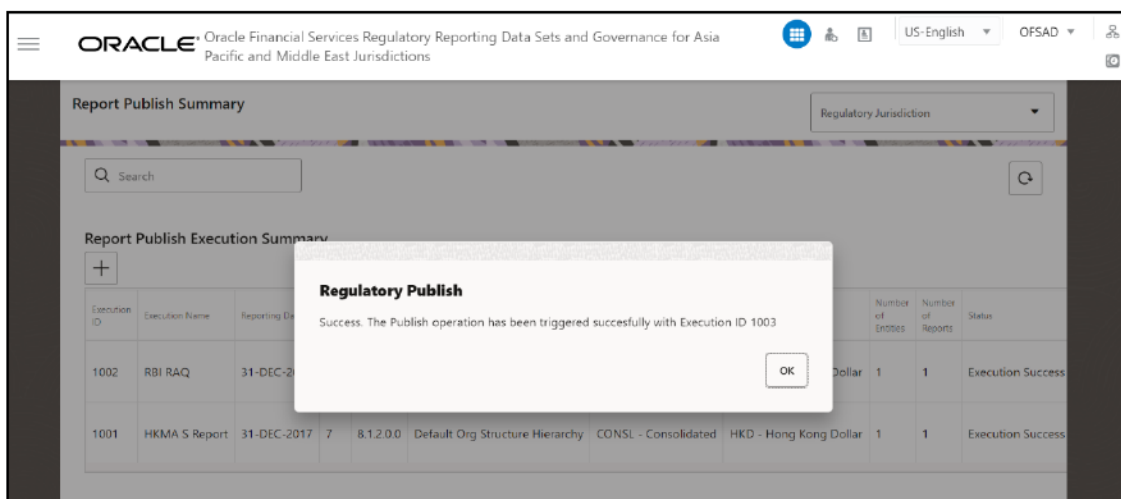 ORACLE
Oracle Financial Services Regulatory Reporting Data Sets and Governance for Asia
Pacific and Middle East Jurisdictions
US-English
OFSAD
Report Publish Summary
Regulatory Jurisdiction
Search
Report Publish Execution Summary
Regulatory Publish
Success. The Publish operation has been triggered succesfully with Execution ID 1003
OK
Execution
ID
Execution Name
Reporting Da
Number
of
Entities
Number
of
Reports
Status
1002 RBI RAQ 31-DEC-2 Dollar 1 1 Execution Success
1001 HKMA S Report 31-DEC-2017 7 8.1.2.0.0 Default Org Structure Hierarchy CONSL - Consolidated HKD - Hong Kong Dollar 1 1 Execution Success